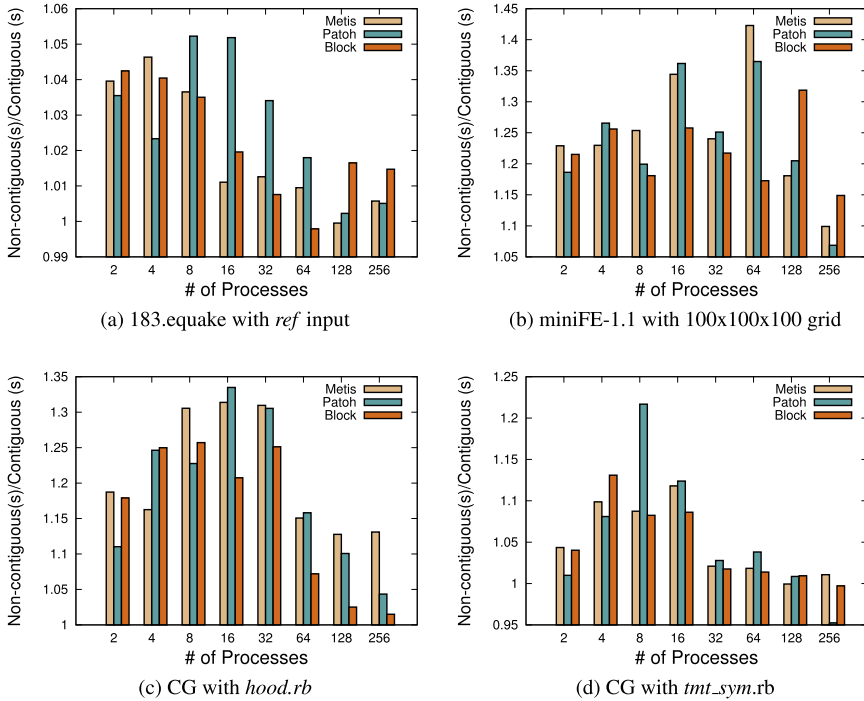 1.06
1.05
1.04
1.03
1.02
1.01
1
0.99
Non-contiguous(s)/Contiguous (s)
Metis
Patoh
Block
2 4 8 16 32 64 128 256
# of Processes
(a) 183.equake with ref input
1.45
1.4
1.35
1.3
1.25
1.2
1.15
1.1
1.05
Non-contiguous(s)/Contiguous (s)
Metis
Patoh
Block
2 4 8 16 32 64 128 256
# of Processes
(b) miniFE-1.1 with 100x100x100 grid
1.35
1.3
1.25
1.2
1.15
1.1
1.05
1
Non-contiguous(s)/Contiguous (s)
Metis
Patoh
Block
2 4 8 16 32 64 128 256
# of Processes
(c) CG with hood.rb
1.25
1.2
1.15
1.1
1.05
1
0.95
Non-contiguous(s)/Contiguous (s)
Metis
Patoh
Block
2 4 8 16 32 64 128 256
# of Processes
(d) CG with tmt_sym.rb